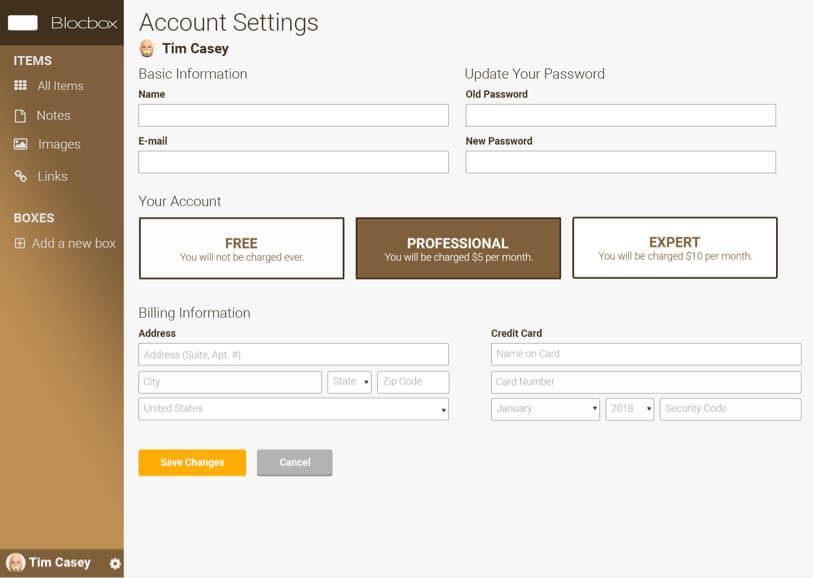 Blocbox
ITEMS
All Items
Notes
Images
Links
BOXES
Add a new box
Tim Casey
Account Settings
Tim Casey
Basic Information
Name
E-mail
Update Your Password
Old Password
New Password
Your Account
FREE
You will not be charged ever.
PROFESSIONAL
You will be charged $5 per month.
EXPERT
You will be charged $10 per month.
Billing Information
Address
Address (Suite, Apt. #)
City State Zip Code
United States
Credit Card
Name on Card
Card Number
January 2018 Security Code
Save Changes Cancel